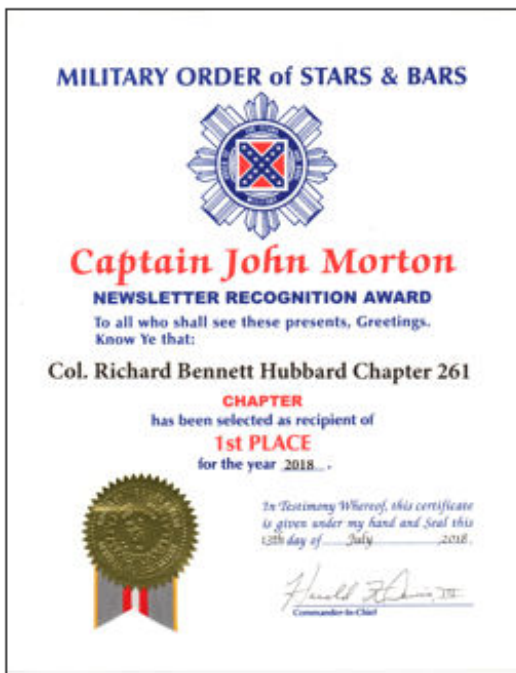 MILITARY ORDER of STARS & BARS
Captain John Morton
NEWSLETTER RECOGNITION AWARD
To all who shall see these presents, Greetings.
Know Ye that:
Col. Richard Bennett Hubbard Chapter 261
CHAPTER
has been selected as recipient of
1st PLACE
for the year 2018.
In Testimony Whereof, this certificate
is given under my hand and Seal this
13th day of July 2018.
Harold
Commander-In-Chief